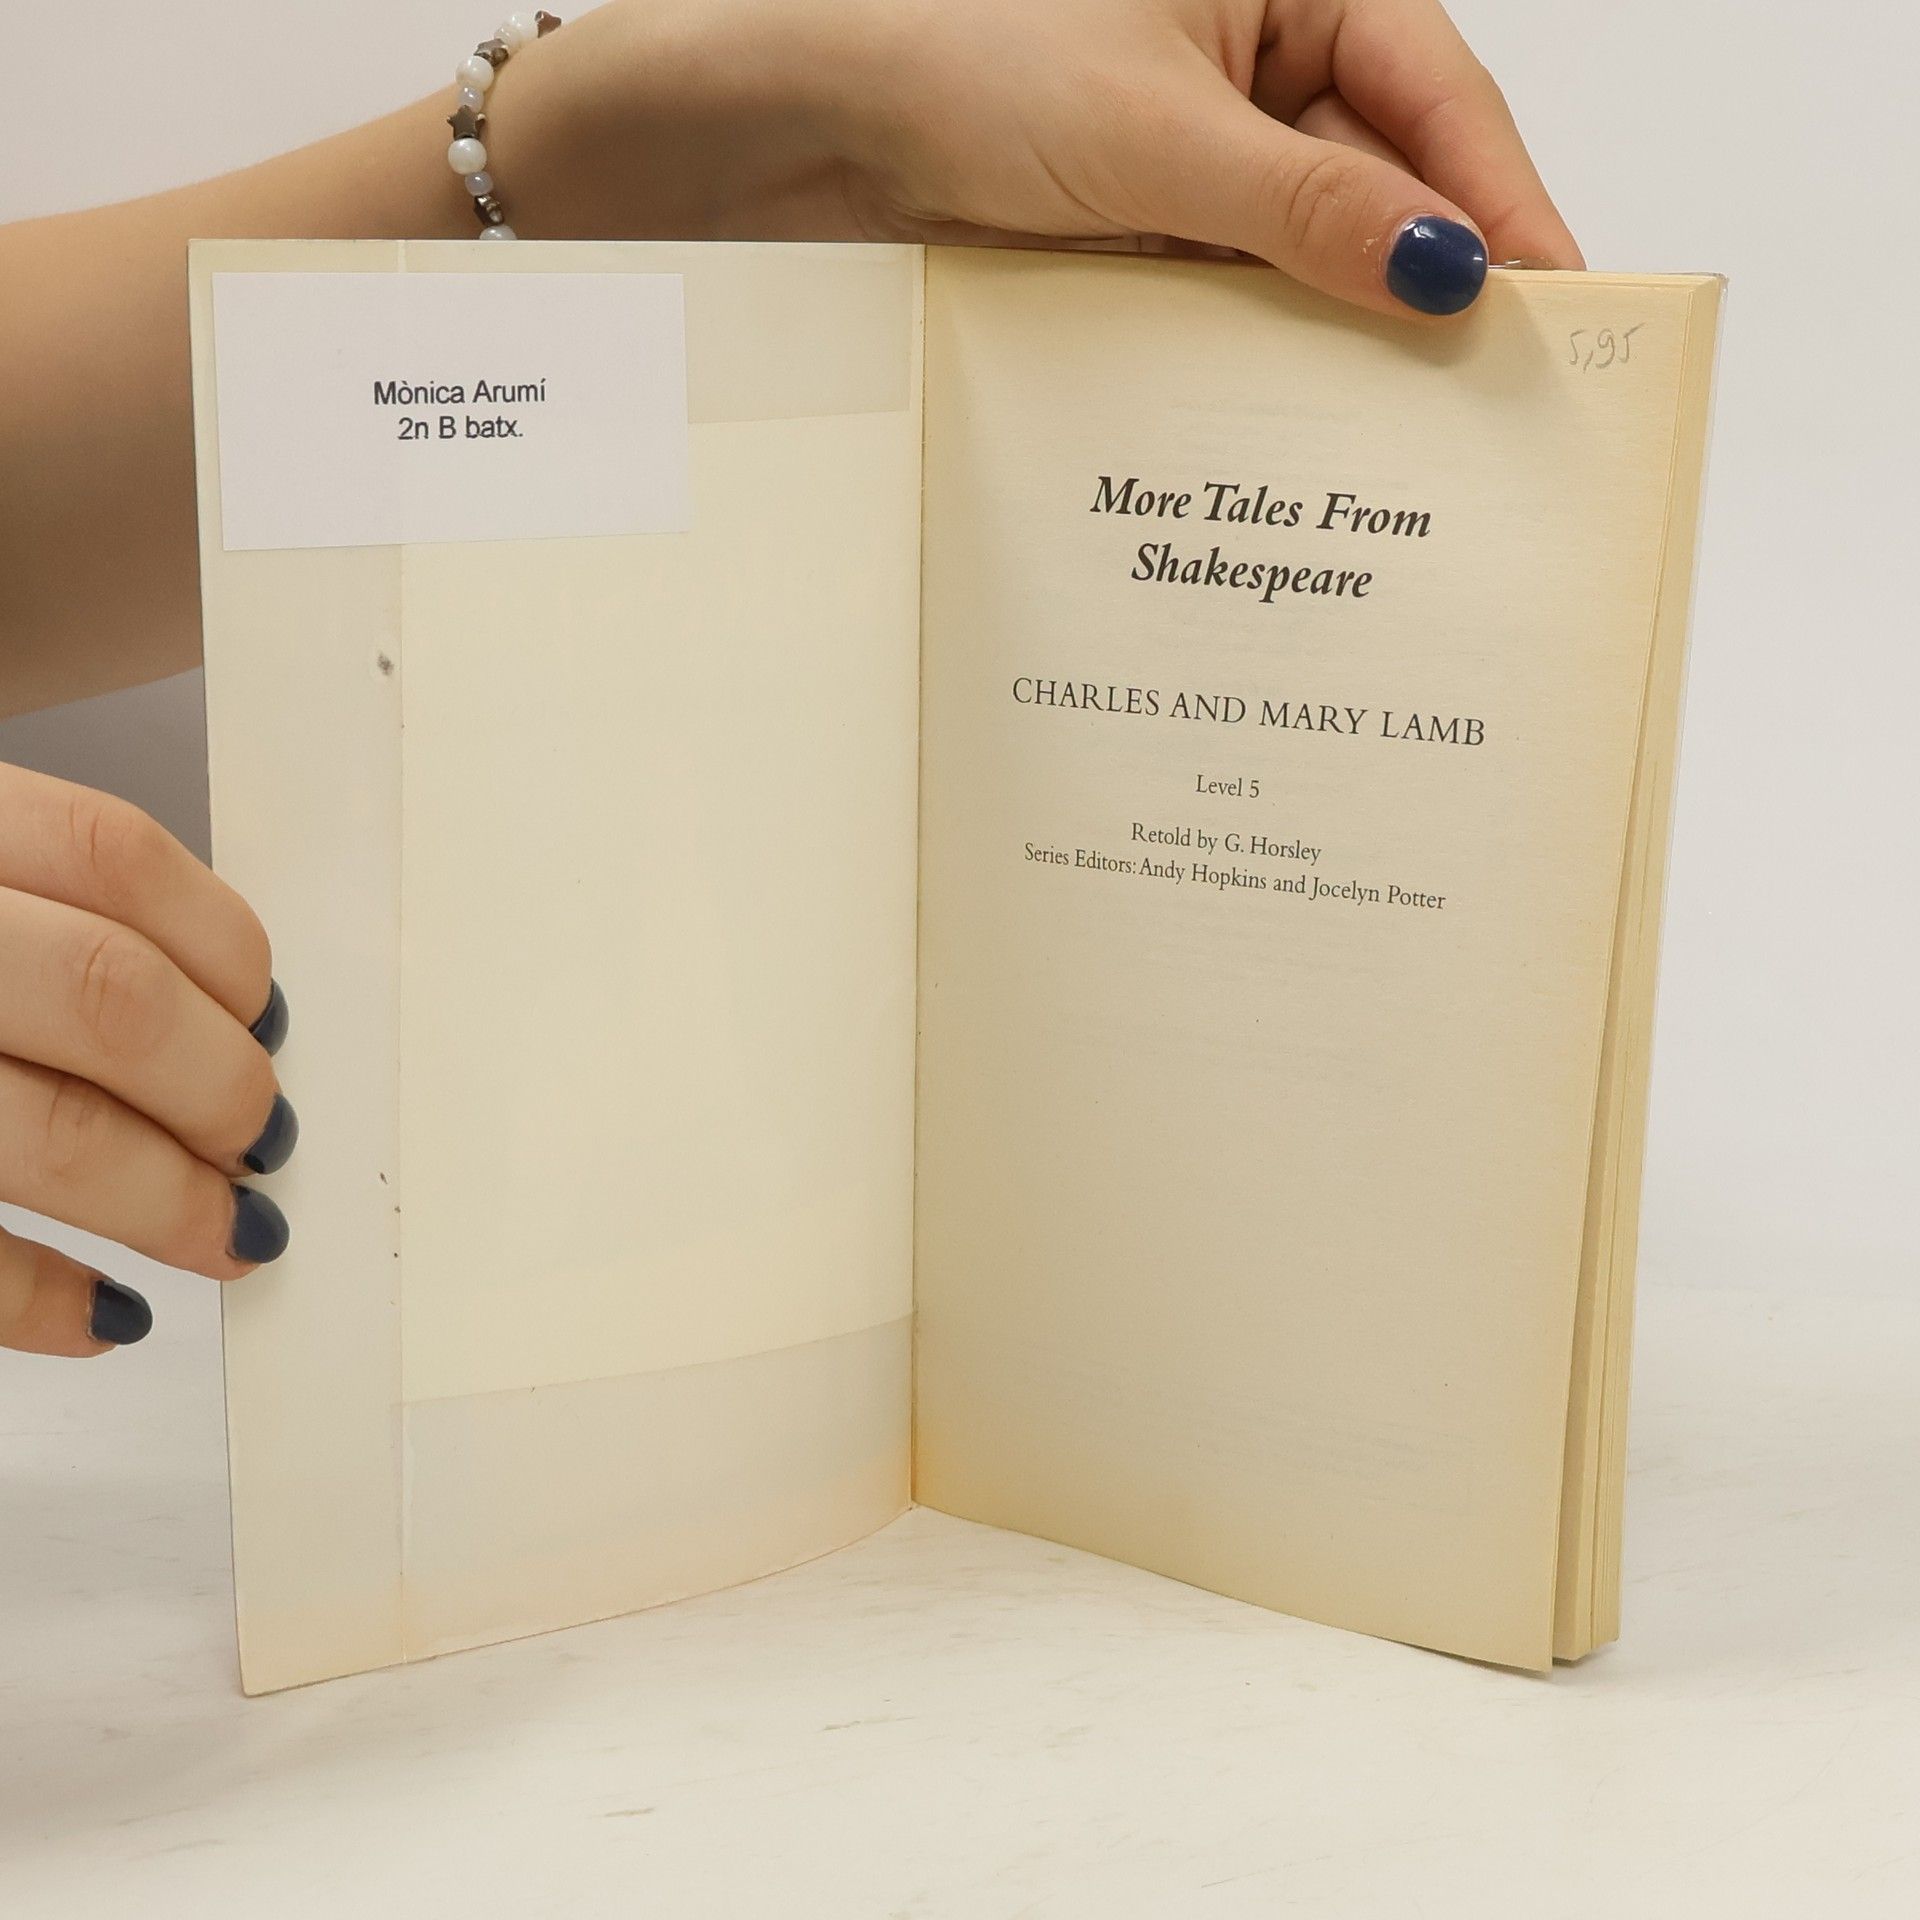 Mònica Arumí
2n B batx.
5,95
More Tales From
Shakespeare
CHARLES AND MARY LAMB
Level 5
Retold by G. Horsley
Series Editors: Andy Hopkins and Jocelyn Potter